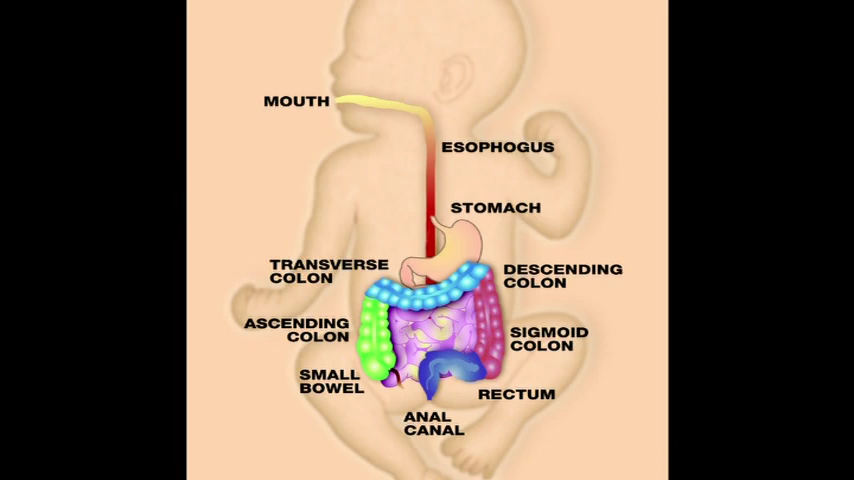 MOUTH
ESOPHOGUS
STOMACH
TRANSVERSE
COLON
DESCENDING
COLON
ASCENDING
COLON
SIGMOID
COLON
SMALL
BOWEL
RECTUM
ANAL
CANAL